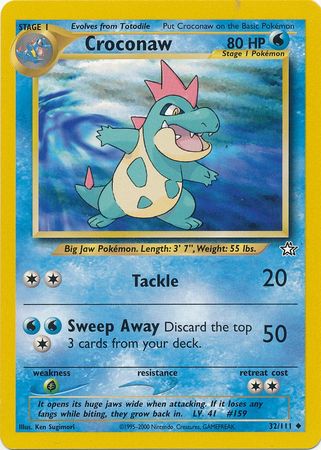 STAGE 1 Evolves from Totodile Put Croconaw on the Basic Pokémon
Croconaw 80 HP
Stage 1 Pokémon
Big Jaw Pokémon. Length: 3' 7", Weight: 55 lbs.
Tackle 20
Sweep Away Discard the top
3 cards from your deck. 50
weakness resistance retreat cost
It opens its huge jaws wide when attacking. If it loses any
fangs while biting, they grow back in. LV. 41 #159
Illus. Ken Sugimori ©1995-2000 Nintendo, Creatures, GAMEFREAK. 32/111